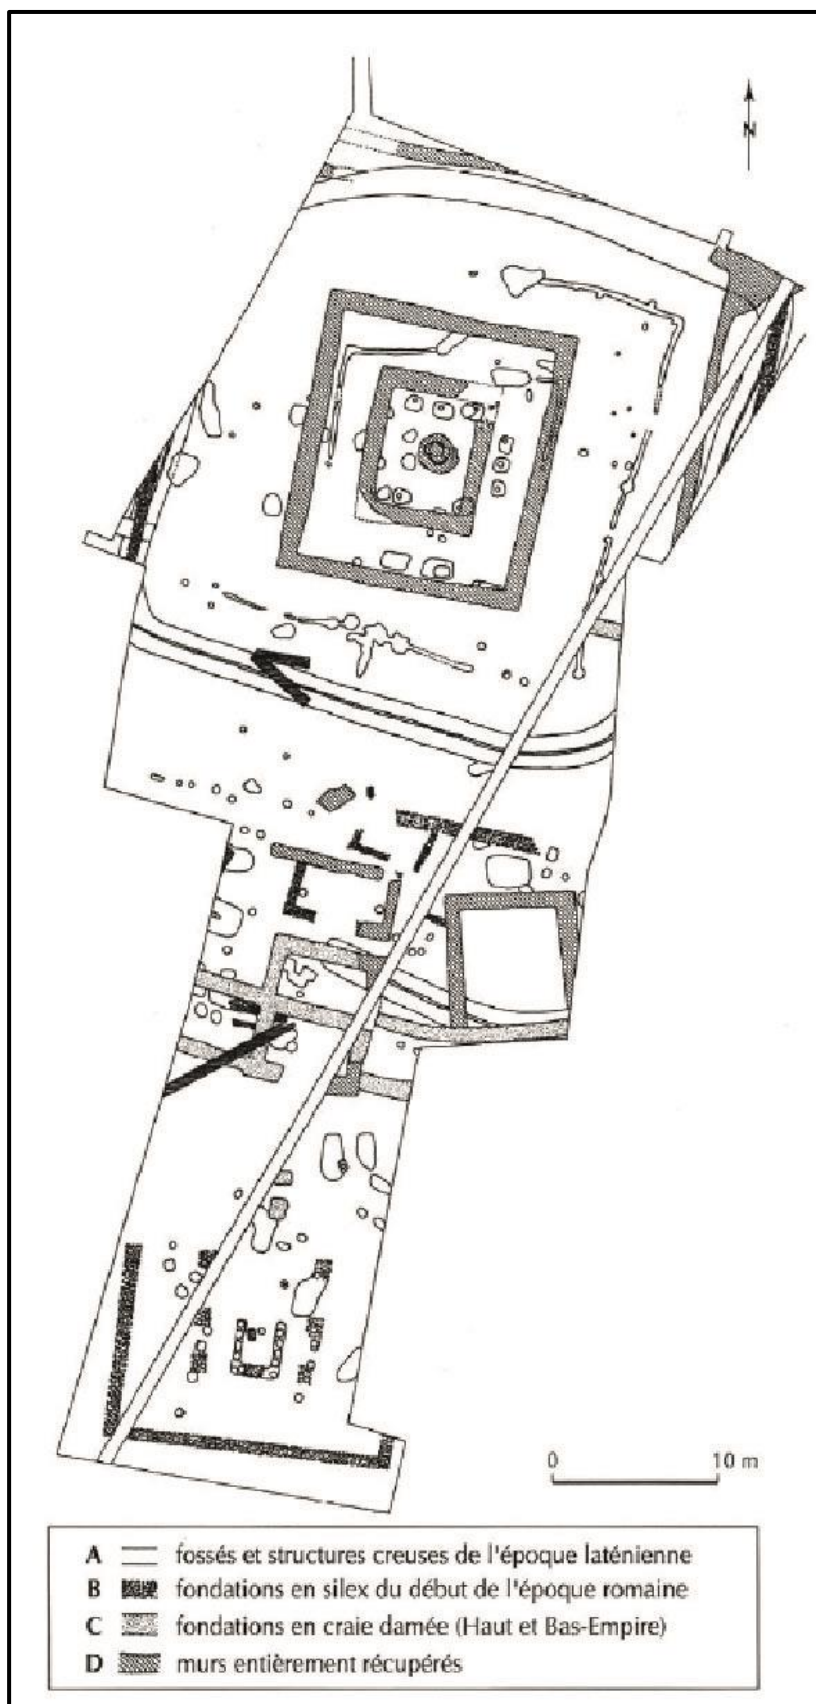 N
0 10 m
A fossés et structures creuses de l'époque laténienne
B fondations en silex du début de l'époque romaine
C fondations en craie damée (Haut et Bas-Empire)
D murs entièrement récupérés